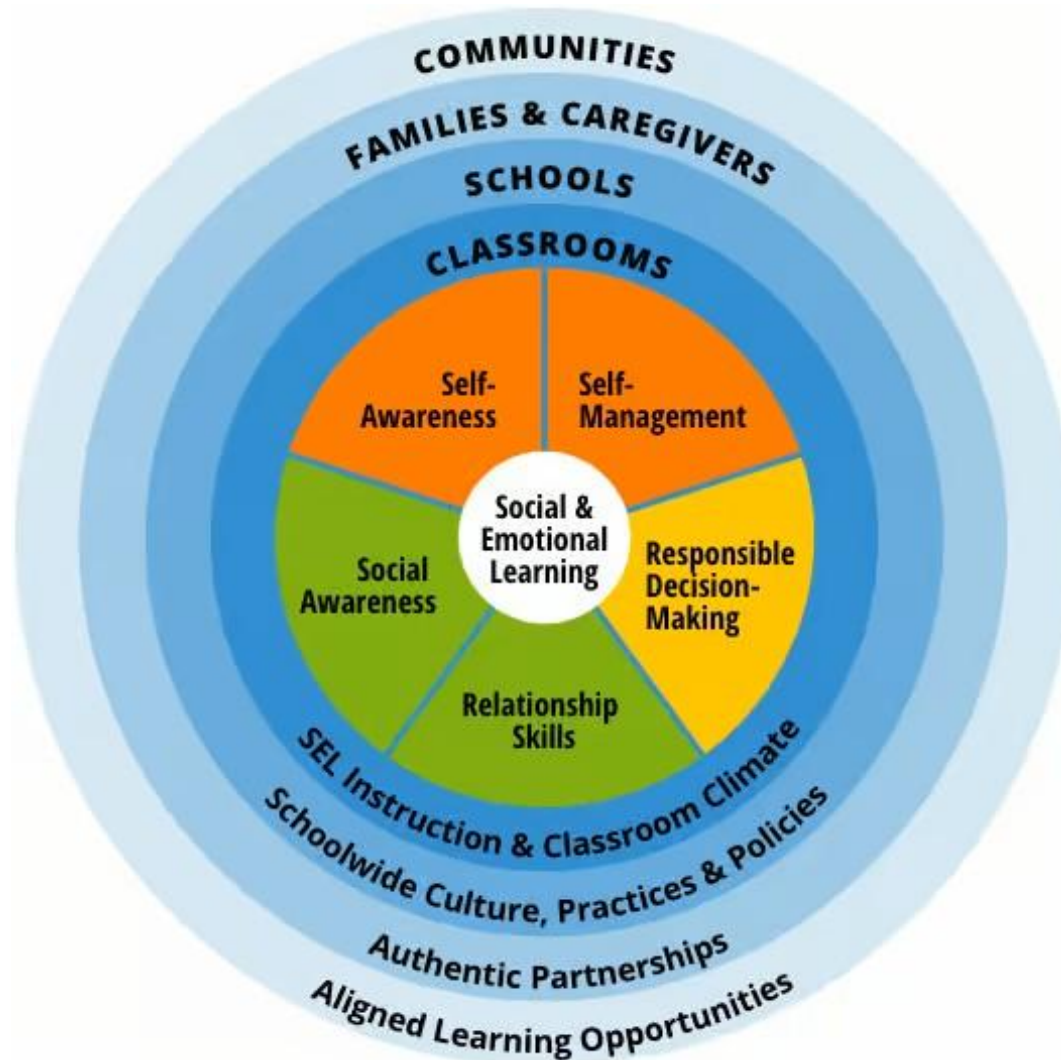 COMMUNITIES
FAMILIES & CAREGIVERS
SCHOOLS
CLASSROOMS
Self-
Awareness
Self-
Management
Social &
Emotional
Learning
Social
Awareness
Responsible
Decision-
Making
Relationship
Skills
SEL Instruction & Classroom Climate
Schoolwide Culture, Practices & Policies
Authentic Partnerships
Aligned Learning Opportunities